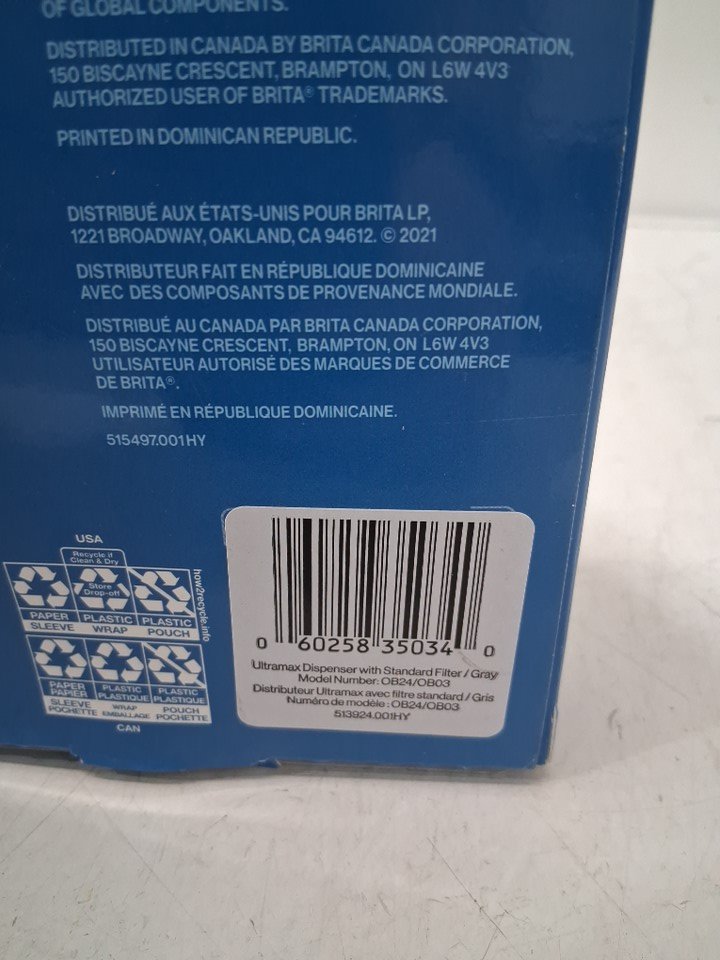 OF GLOBAL COMPONENTS.
DISTRIBUTED IN CANADA BY BRITA CANADA CORPORATION,
150 BISCAYNE CRESCENT, BRAMPTON, ON L6W 4V3
AUTHORIZED USER OF BRITA® TRADEMARKS.
PRINTED IN DOMINICAN REPUBLIC.
DISTRIBUÉ AUX ÉTATS-UNIS POUR BRITA LP,
1221 BROADWAY, OAKLAND, CA 94612. © 2021
DISTRIBUTEUR FAIT EN RÉPUBLIQUE DOMINICAINE
AVEC DES COMPOSANTS DE PROVENANCE MONDIALE.
DISTRIBUÉ AU CANADA PAR BRITA CANADA CORPORATION,
150 BISCAYNE CRESCENT, BRAMPTON, ON L6W 4V3
UTILISATEUR AUTORISÉ DES MARQUES DE COMMERCE
DE BRITA®.
IMPRIMÉ EN RÉPUBLIQUE DOMINICAINE.
515497.001HY
USA
Recycle if
Clean & Dry
Store
Drop-off
how2recycle.info
PAPER PLASTIC PLASTIC
SLEEVE WRAP POUCH
PAPER PLASTIC PLASTIC
PAPIER PLASTIQUE PLASTIQUE
SLEEVE WRAP POUCH
POCHETTE EMBALLAGE POCHETTE
CAN
0 60258 35034 0
Ultramax Dispenser with Standard Filter / Gray
Model Number: OB24/OB03
Distributeur Ultramax avec filtre standard / Gris
Numéro de modèle : OB24/OB03
513924.001HY